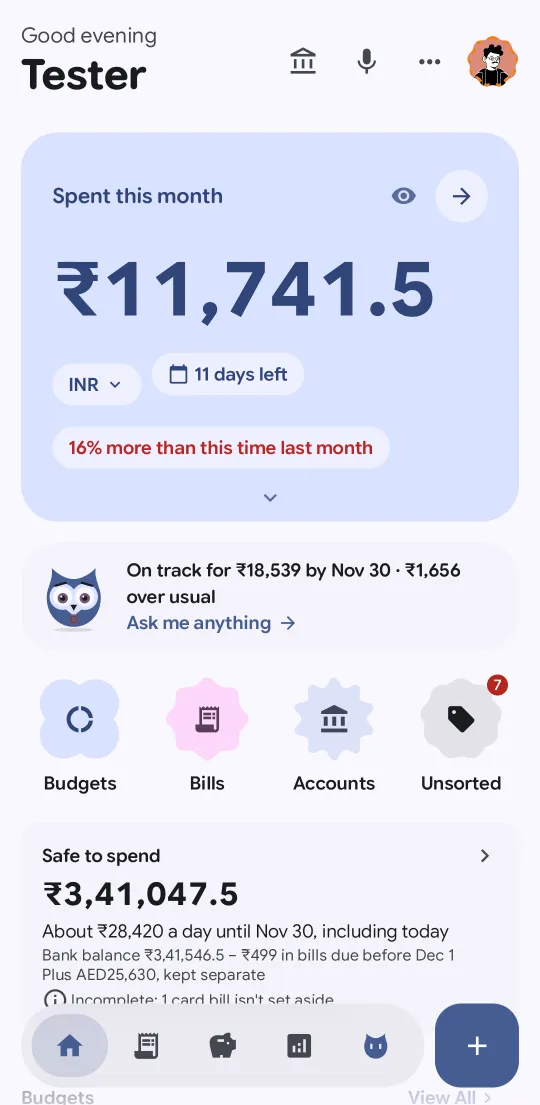 Good evening
Tester
Spent this month
₹11,741.5
INR
11 days left
16% more than this time last month
On track for ₹18,539 by Nov 30 · ₹1,656
over usual
Ask me anything →
7
Budgets
Bills
Accounts
Unsorted
Safe to spend
₹3,41,047.5
About ₹28,420 a day until Nov 30, including today
Bank balance ₹3,41,546.5 – ₹499 in bills due before Dec 1
Plus AED25,630, kept separate
Incomplete: 1 card bill isn't set aside
Budgets
View All